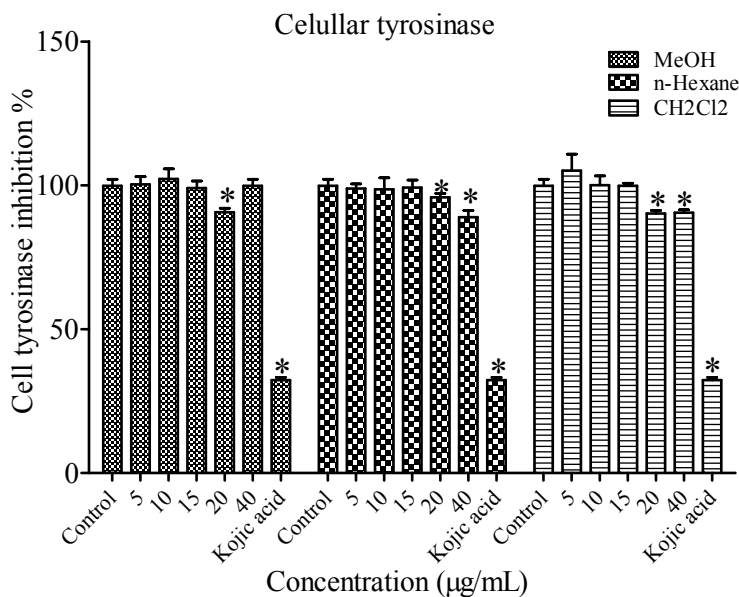 Celullar tyrosinase
MeOH
n-Hexane
CH2Cl2
Cell tyrosinase inhibition %
150
100
50
0
* * * * * * * *
Control 5 10 15 20 40 Kojic acid Control 5 10 15 20 40 Kojic acid Control 5 10 15 20 40 Kojic acid
Concentration (μg/mL)